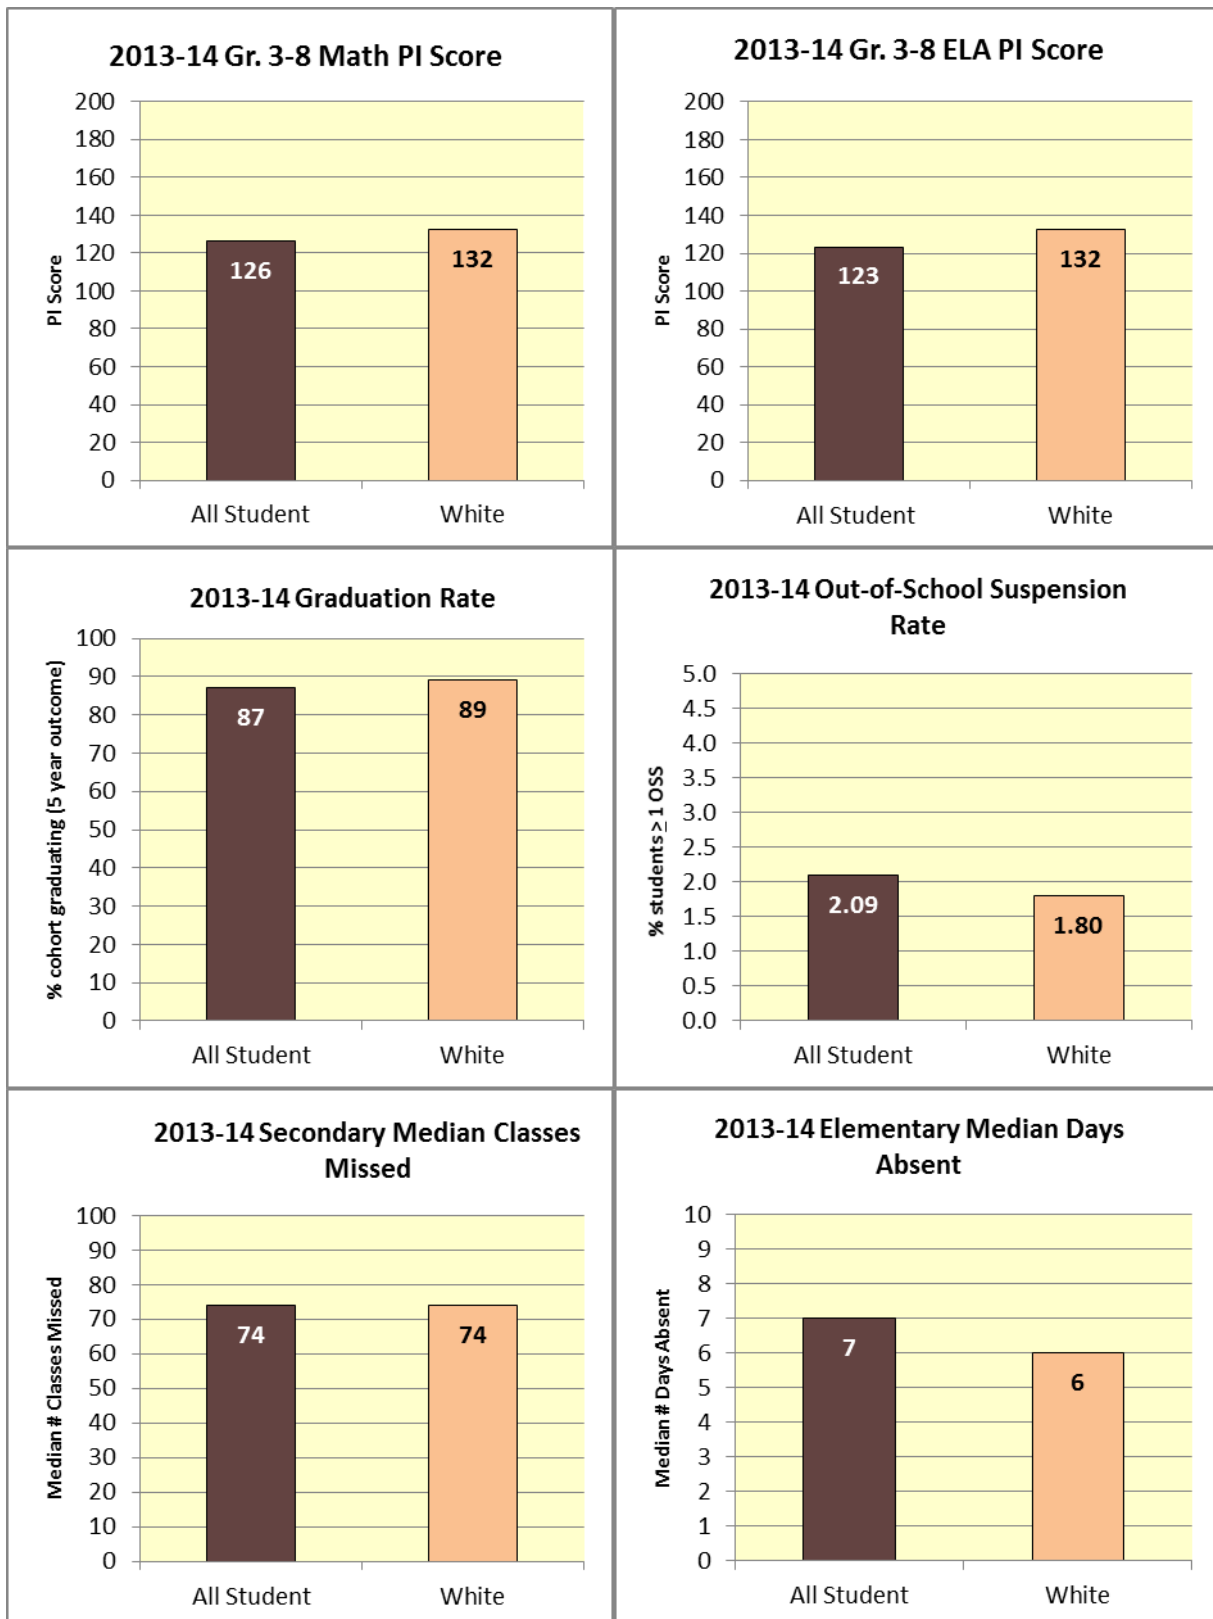 2013-14 Gr. 3-8 Math PI Score
PI Score
200
180
160
140
120
100
80
60
40
20
0
126
132
All Student
White
2013-14 Gr. 3-8 ELA PI Score
PI Score
200
180
160
140
120
100
80
60
40
20
0
123
132
All Student
White
2013-14 Graduation Rate
% cohort graduating (5 year outcome)
100
90
80
70
60
50
40
30
20
10
0
87
89
All Student
White
2013-14 Out-of-School Suspension
Rate
% students ≥ 1 OSS
5.0
4.5
4.0
3.5
3.0
2.5
2.0
1.5
1.0
0.5
0.0
2.09
1.80
All Student
White
2013-14 Secondary Median Classes
Missed
Median # Classes Missed
100
90
80
70
60
50
40
30
20
10
0
74
74
All Student
White
2013-14 Elementary Median Days
Absent
Median # Days Absent
10
9
8
7
6
5
4
3
2
1
0
7
6
All Student
White